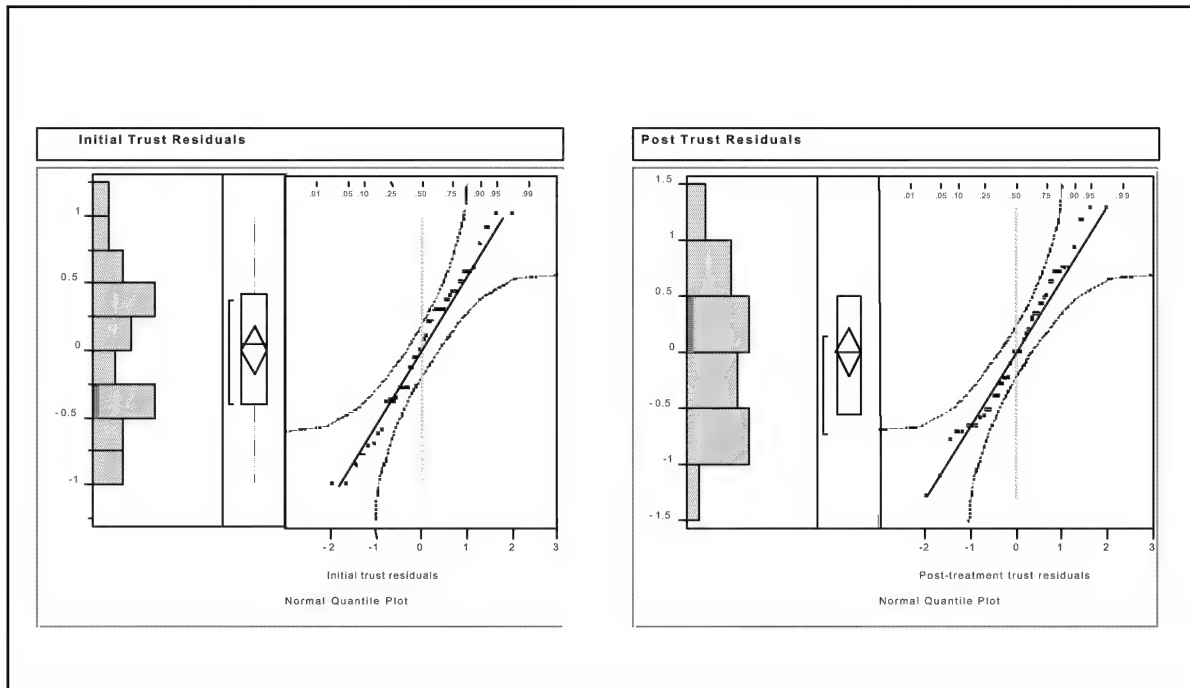 Initial Trust Residuals
.01 .05 .10 .25 .50 .75 .90 .95 .99
1
0.5
0
-0.5
-1
-2 -1 0 1 2 3
Initial trust residuals
Normal Quantile Plot
Post Trust Residuals
1.5
.01 .05 .10 .25 .50 .75 .90 .95 .99
1
0.5
0
-0.5
-1
-1.5
-2 -1 0 1 2 3
Post-treatment trust residuals
Normal Quantile Plot